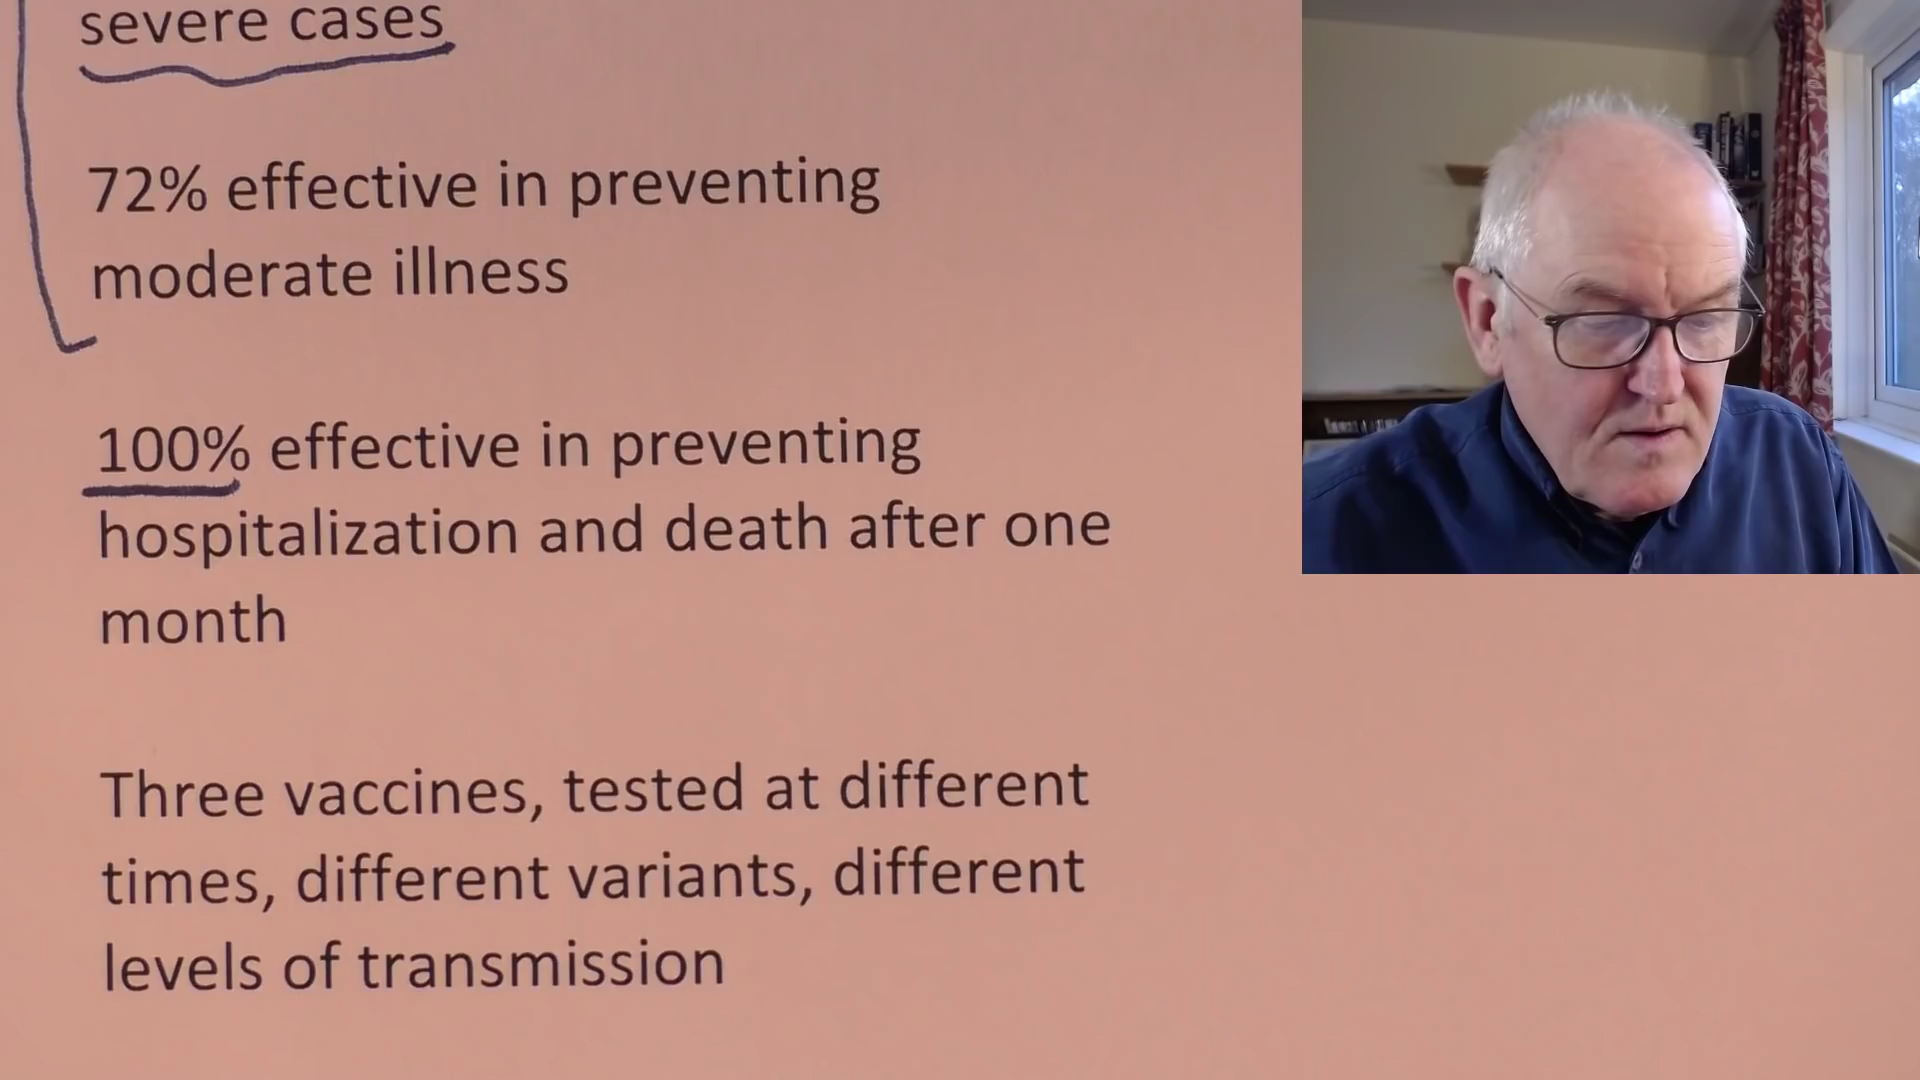 severe cases
72% effective in preventing
moderate illness
100% effective in preventing
hospitalization and death after one
month
Three vaccines, tested at different
times, different variants, different
levels of transmission